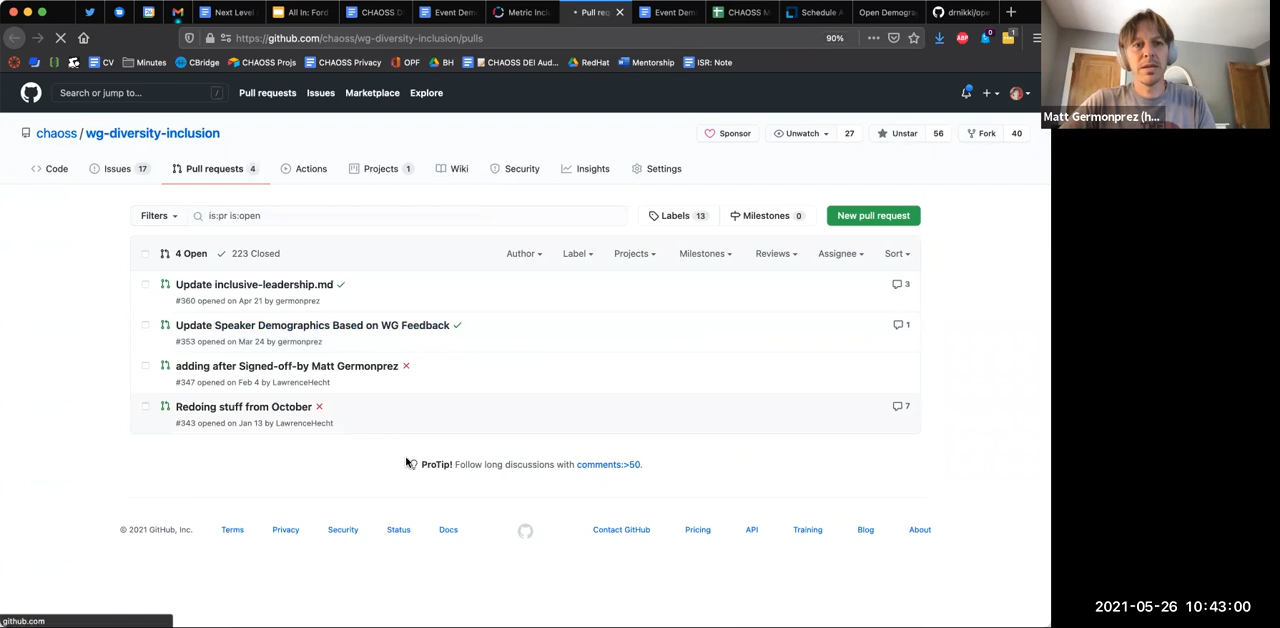 Next Level
All In: Ford
CHAOSS D
Event Dem
Metric Incl
Pull req
Event Dem
CHAOSS M
Schedule A
Open Demogra
drnikki/ope
https://github.com/chaoss/wg-diversity-inclusion/pulls
90%
CV
Minutes
CBridge
CHAOSS Projs
CHAOSS Privacy
OPF
BH
CHAOSS DEI Aud...
RedHat
Mentorship
ISR: Note
Search or jump to...
/
Pull requests
Issues
Marketplace
Explore
Matt Germonprez (h...
chaoss / wg-diversity-inclusion
Sponsor
Unwatch
27
Unstar
56
Fork
40
Code
Issues 17
Pull requests 4
Actions
Projects 1
Wiki
Security
Insights
Settings
Filters
is:pr is:open
Labels 13
Milestones 0
New pull request
4 Open
223 Closed
Author
Label
Projects
Milestones
Reviews
Assignee
Sort
Update inclusive-leadership.md
3
#360 opened on Apr 21 by germonprez
Update Speaker Demographics Based on WG Feedback
1
#353 opened on Mar 24 by germonprez
adding after Signed-off-by Matt Germonprez
#347 opened on Feb 4 by LawrenceHecht
Redoing stuff from October
7
#343 opened on Jan 13 by LawrenceHecht
ProTip! Follow long discussions with comments:>50.
© 2021 GitHub, Inc.
Terms
Privacy
Security
Status
Docs
Contact GitHub
Pricing
API
Training
Blog
About
2021-05-26 10:43:00
github.com